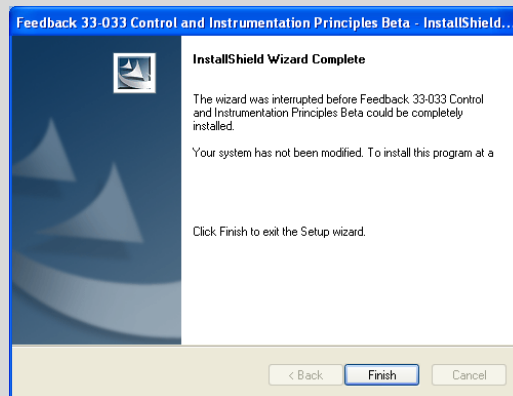 Feedback 33-033 Control and Instrumentation Principles Beta - InstallShield...
InstallShield Wizard Complete
The wizard was interrupted before Feedback 33-033 Control
and Instrumentation Principles Beta could be completely
installed.
Your system has not been modified. To install this program at a
Click Finish to exit the Setup wizard.
< Back Finish Cancel